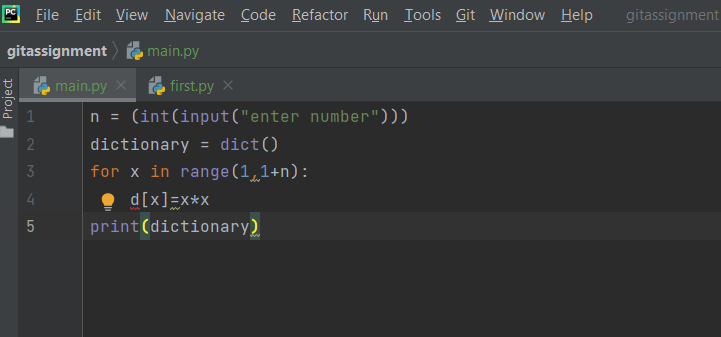 PC File Edit View Navigate Code Refactor Run Tools Git Window Help gitassignment
gitassignment main.py
Project
main.py first.py
1 n = (int(input("enter number")))
2 dictionary = dict()
3 for x in range(1,1+n):
4 d[x]=x*x
5 print(dictionary)